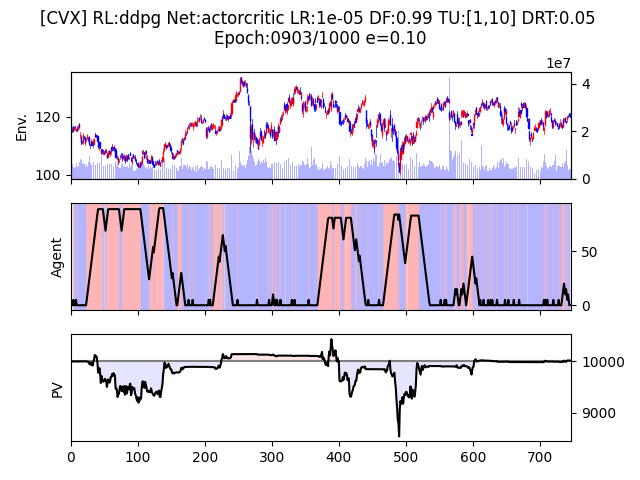 [CVX] RL:ddpg Net:actorcritic LR:1e-05 DF:0.99 TU:[1,10] DRT:0.05
Epoch:0903/1000 e=0.10
1e7
Env.
120
100
4
2
0
Agent
50
0
PV
10000
9000
0 100 200 300 400 500 600 700